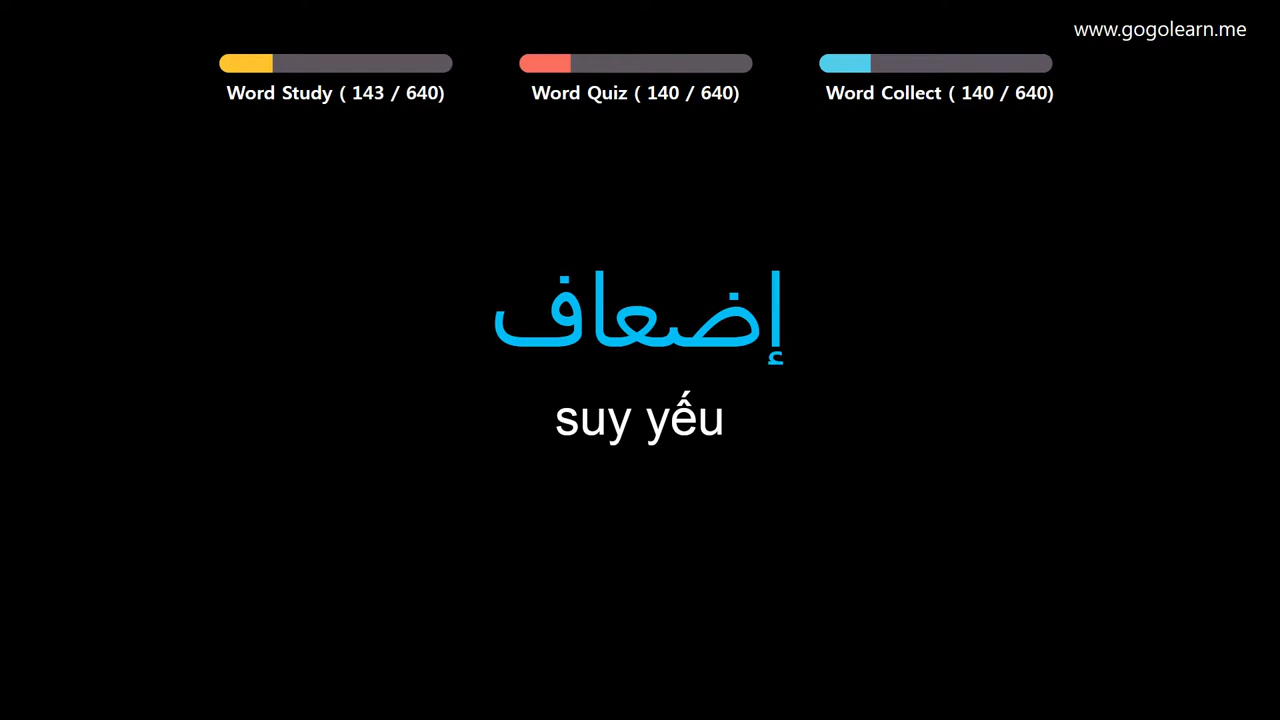 www.gogolearn.me
Word Study ( 143 / 640)
Word Quiz ( 140 / 640)
Word Collect ( 140 / 640)
إضعاف
suy yếu